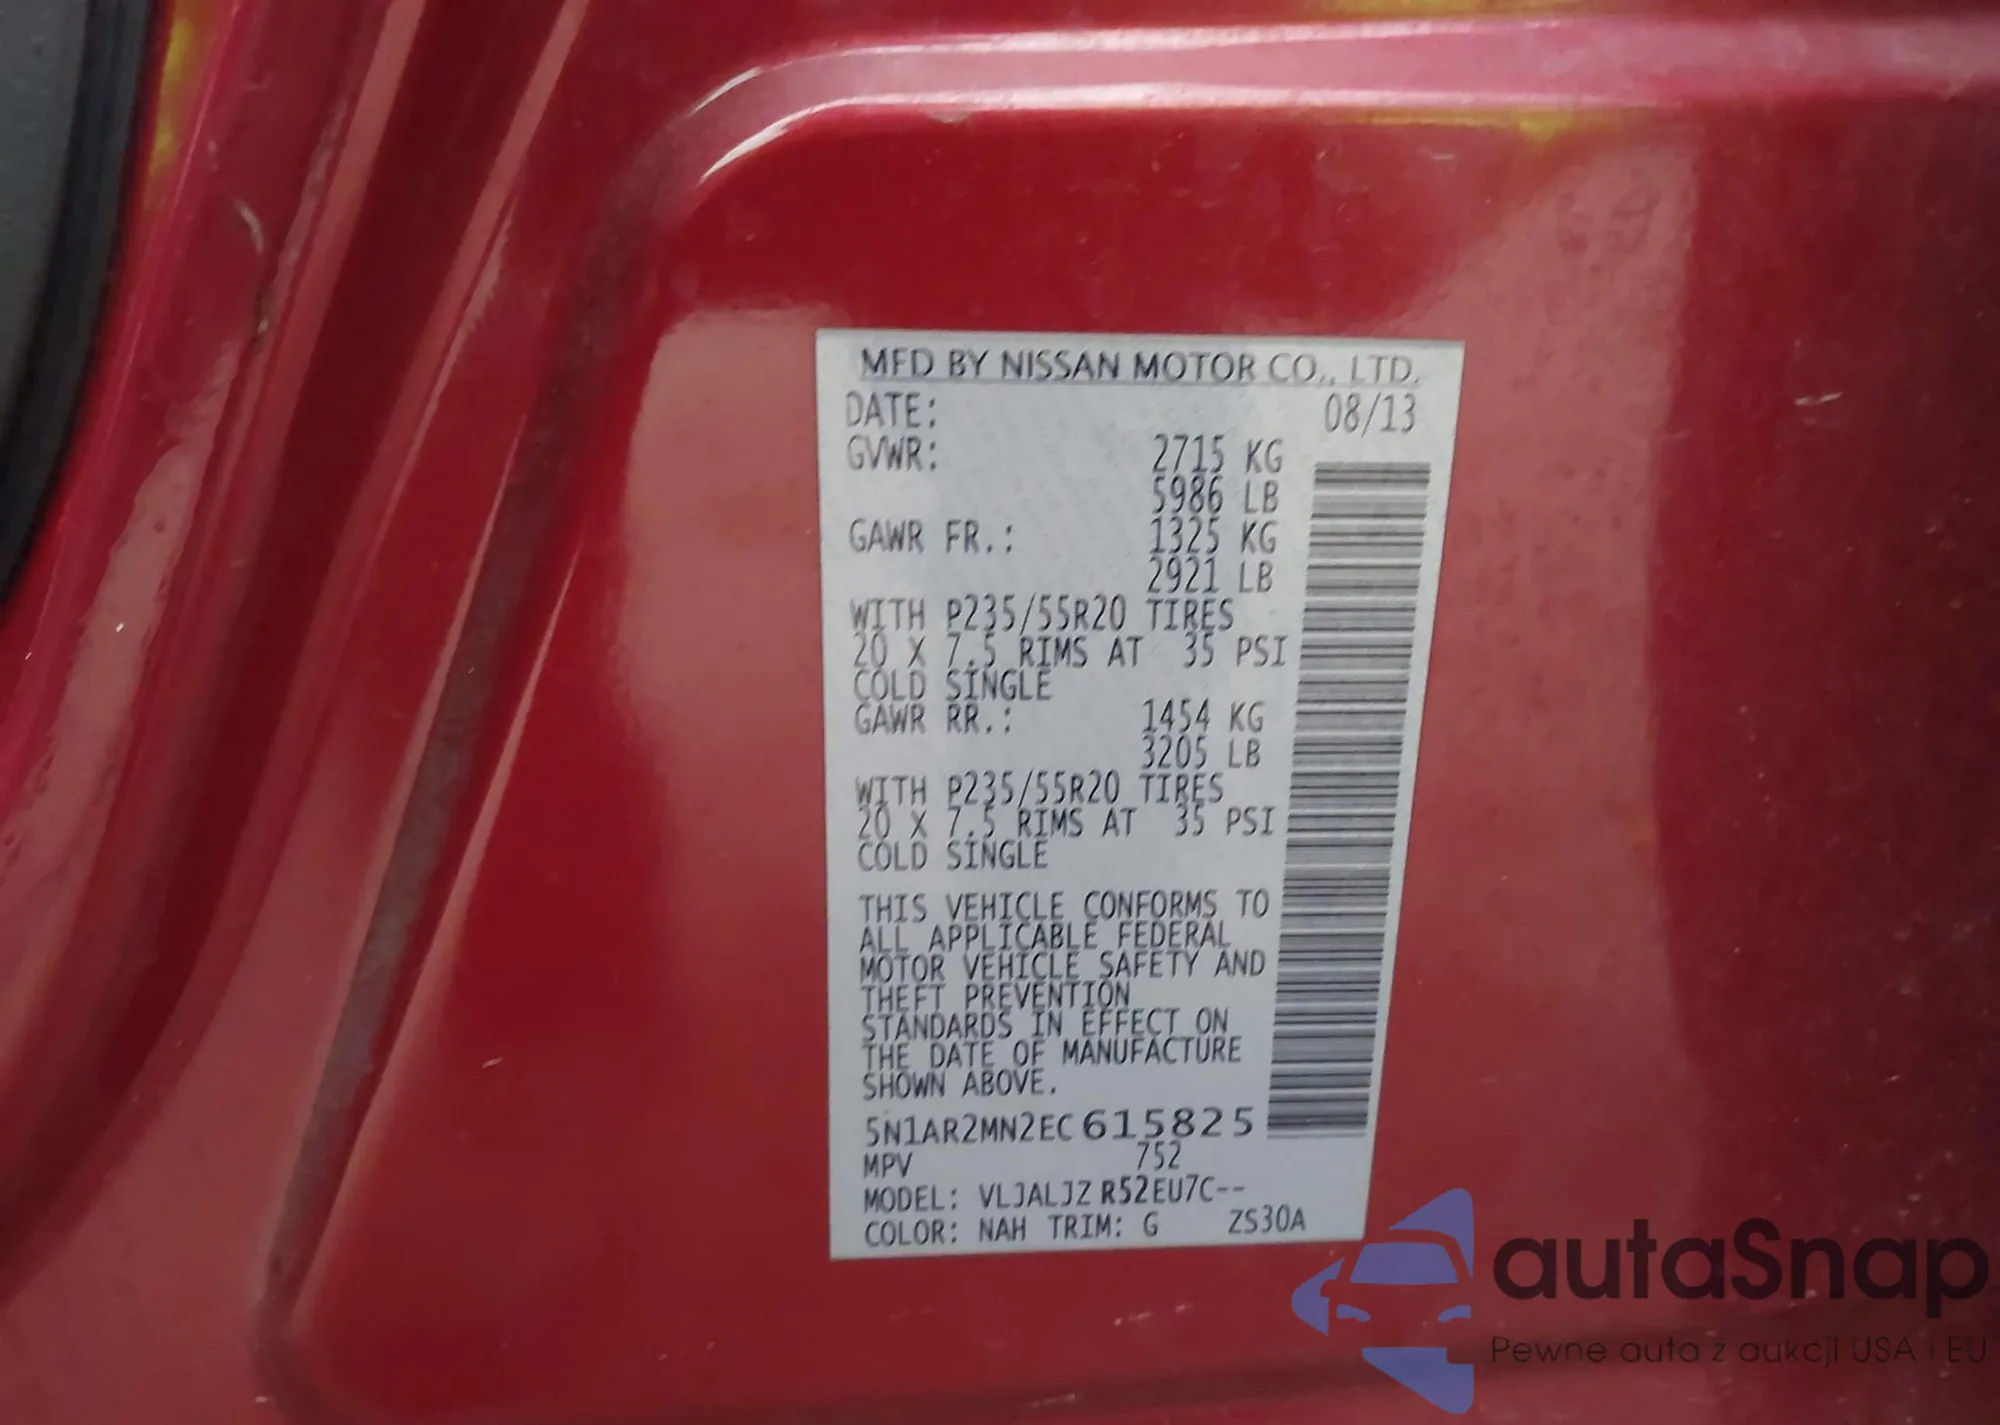 MFD BY NISSAN MOTOR CO., LTD.
DATE: 08/13
GVWR: 2715 KG
5986 LB
GAWR FR.: 1325 KG
2921 LB
WITH P235/55R20 TIRES
20 X 7.5 RIMS AT 35 PSI
COLD SINGLE
GAWR RR.: 1454 KG
3205 LB
WITH P235/55R20 TIRES
20 X 7.5 RIMS AT 35 PSI
COLD SINGLE
THIS VEHICLE CONFORMS TO
ALL APPLICABLE FEDERAL
MOTOR VEHICLE SAFETY AND
THEFT PREVENTION
STANDARDS IN EFFECT ON
THE DATE OF MANUFACTURE
SHOWN ABOVE.
5N1AR2MN2EC615825
MPV 752
MODEL: VLJALJZ R52EU7C--
COLOR: NAH TRIM: G ZS30A
autaSnap
Pewne auta z aukcji USA i EU